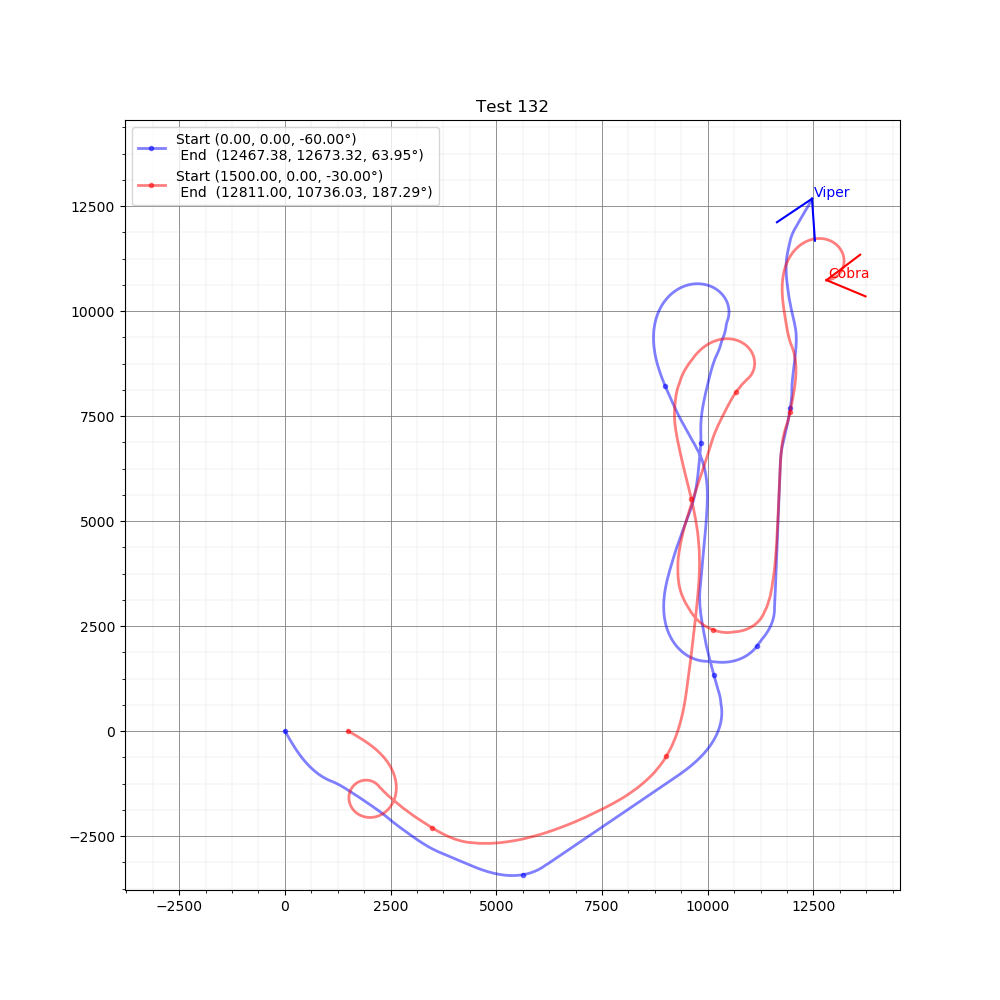 Test 132
Start (0.00, 0.00, -60.00°)
End (12467.38, 12673.32, 63.95°)
Start (1500.00, 0.00, -30.00°)
End (12811.00, 10736.03, 187.29°)
Viper
Cobra
12500
10000
7500
5000
2500
0
−2500
−2500
0
2500
5000
7500
10000
12500